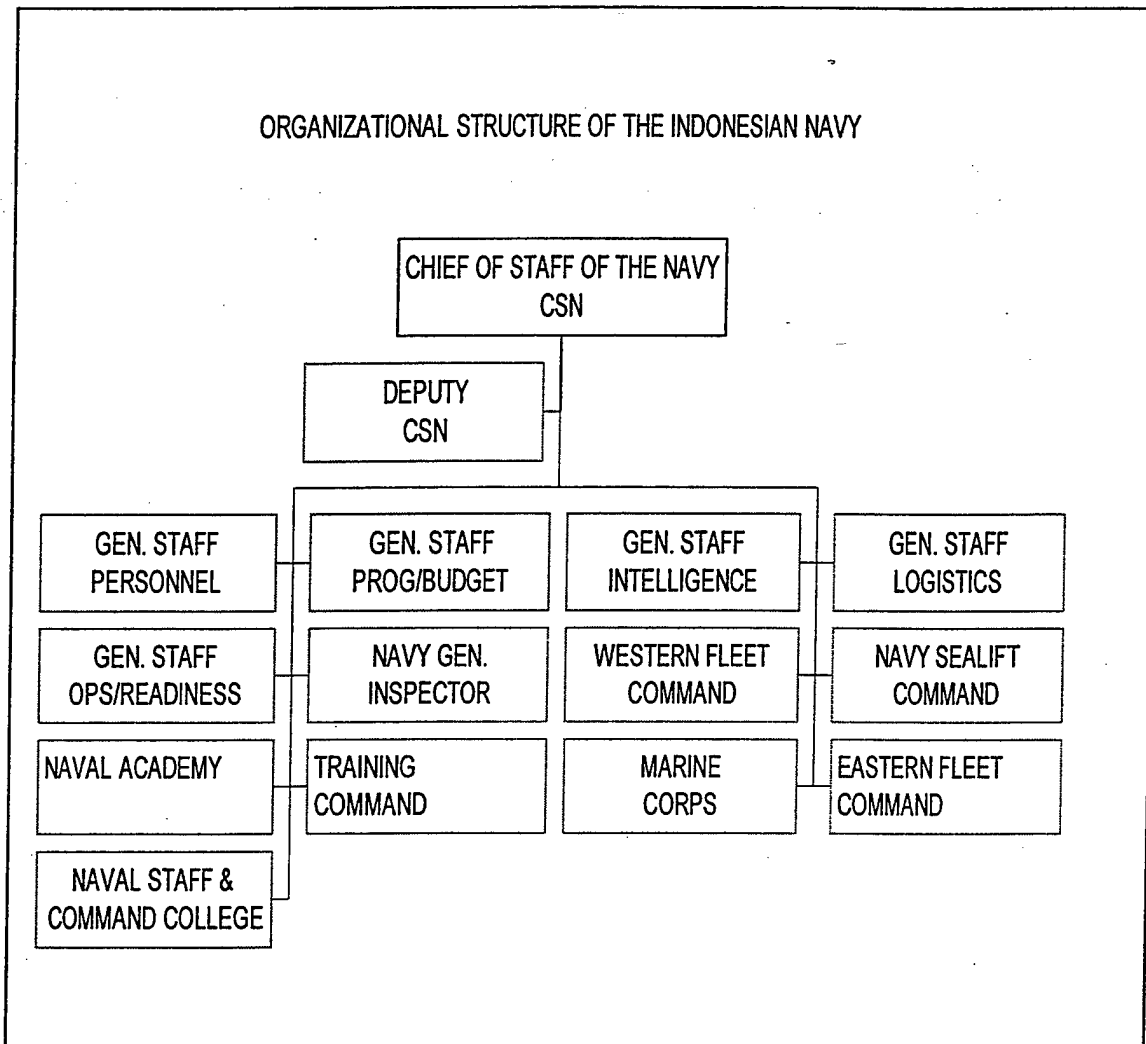 ORGANIZATIONAL STRUCTURE OF THE INDONESIAN NAVY
CHIEF OF STAFF OF THE NAVY
CSN
DEPUTY
CSN
GEN. STAFF
PERSONNEL
GEN. STAFF
PROG/BUDGET
GEN. STAFF
INTELLIGENCE
GEN. STAFF
LOGISTICS
GEN. STAFF
OPS/READINESS
NAVY GEN.
INSPECTOR
WESTERN FLEET
COMMAND
NAVY SEALIFT
COMMAND
NAVAL ACADEMY
TRAINING
COMMAND
MARINE
CORPS
EASTERN FLEET
COMMAND
NAVAL STAFF &
COMMAND COLLEGE